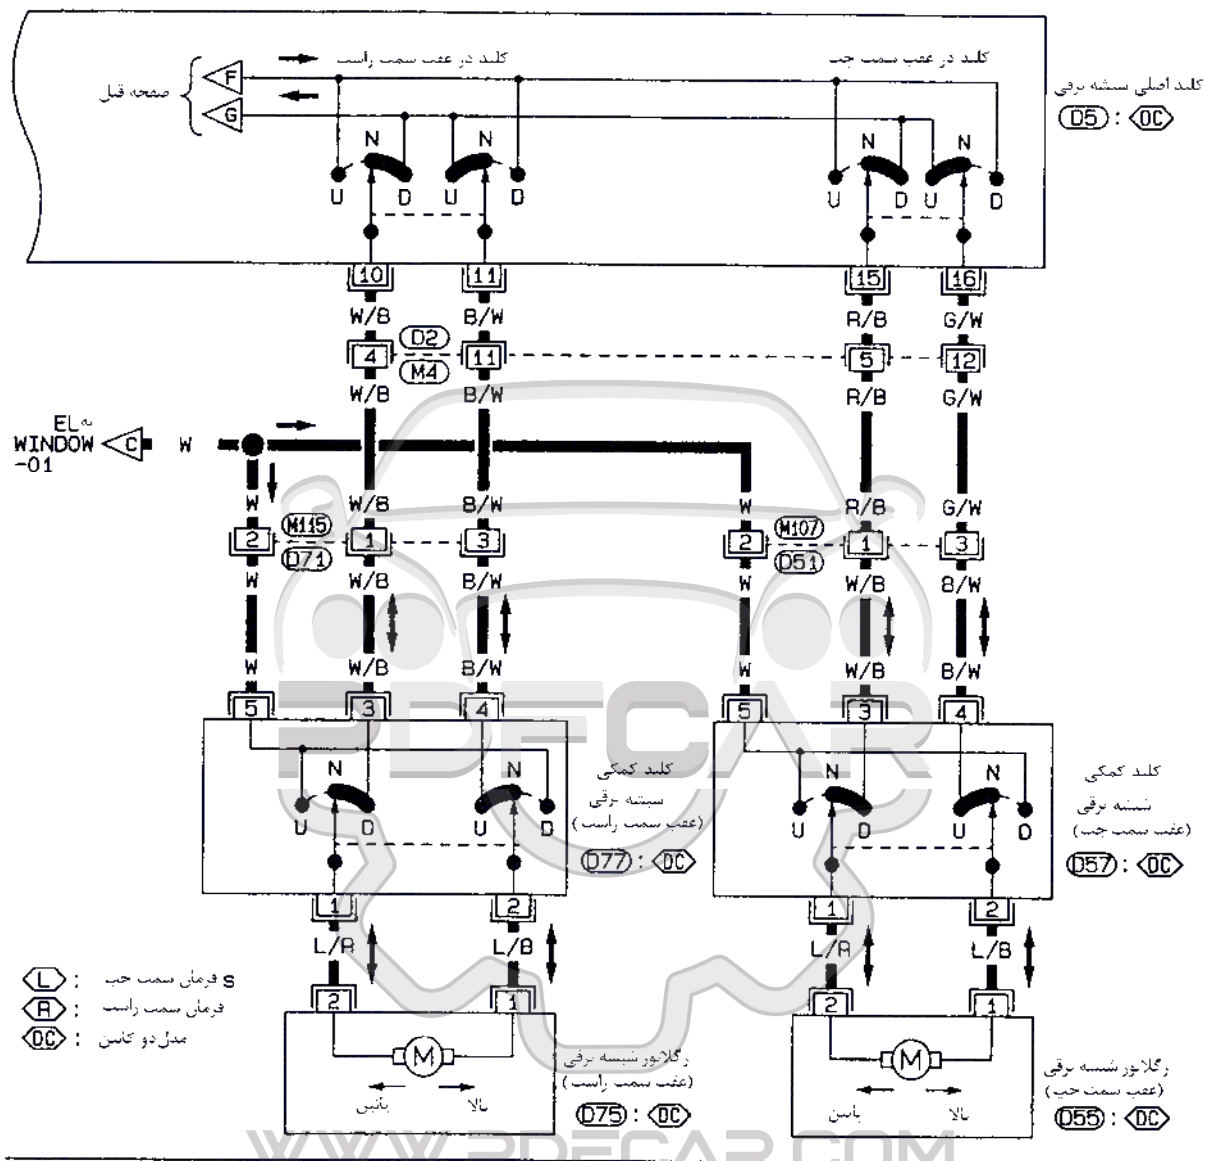 کلید در عقب سمت راست
کلید در عقب سمت چپ
F
G
صفحه قبل
کلید اصلی شیشه برقی
D5 : DC
N N N N
U D U D U D U D
10 11 15 16
W/B B/W R/B G/W
D2
4 11 5 12
M4
W/B B/W R/B G/W
به EL
WINDOW
-01
C W
W W/B B/W W R/B G/W
M115 M107
2 1 3 2 1 3
D71 D51
W W/B B/W W W/B B/W
W W/B B/W W W/B B/W
PDFCAR
5 3 4 5 3 4
N N N N
U D U D U D U D
کلید کمکی
شیشه برقی
(عقب سمت راست)
D77 : DC
کلید کمکی
شیشه برقی
(عقب سمت چپ)
D57 : DC
1 2 1 2
L/R L/B L/R L/B
2 1 2 1
L : فرمان سمت چپ s
R : فرمان سمت راست
DC : مدل دو کابین
M
پائین بالا
رگلاتور شیشه برقی
(عقب سمت راست)
D75 : DC
M
پائین بالا
رگلاتور شیشه برقی
(عقب سمت چپ)
D55 : DC
WWW.PDFCAR.COM